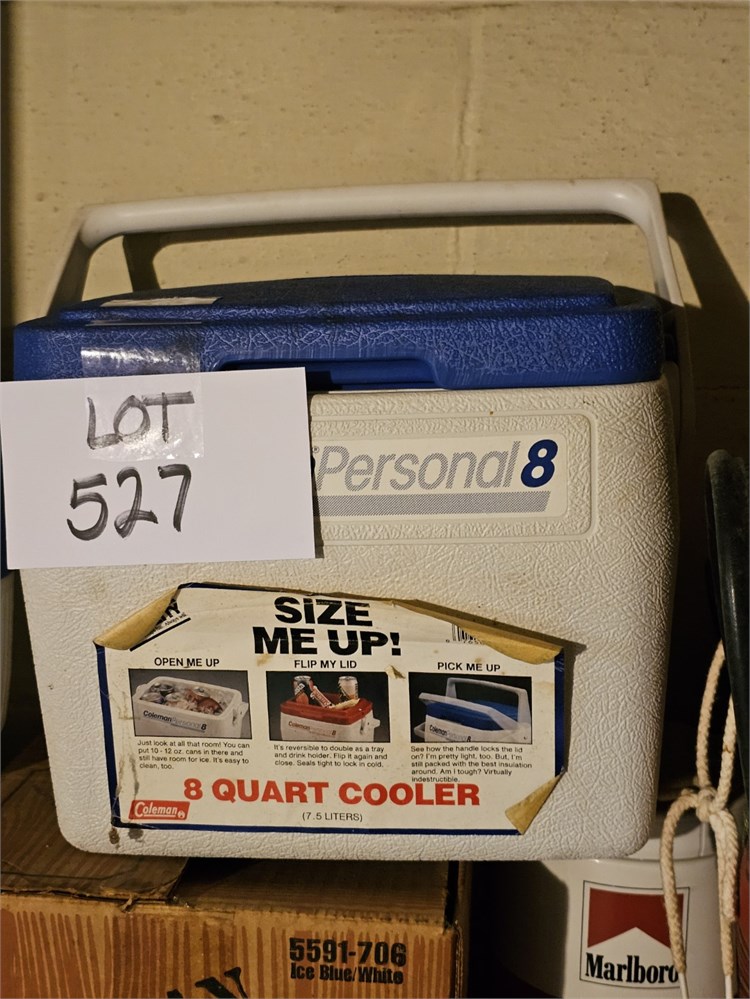 LOT
527
Personal 8
SIZE
ME UP!
OPEN ME UP
Coleman Personal 8
Just look at all that room! You can
put 10 - 12 oz. cans in there and
still have room for ice. It's easy to
clean, too.
FLIP MY LID
It's reversible to double as a tray
and drink holder. Flip it again and
close. Seals tight to lock in cold.
PICK ME UP
See how the handle locks the lid
on? I'm pretty light, too. But, I'm
still packed with the best insulation
around. Am I tough? Virtually
indestructible.
8 QUART COOLER
Coleman
(7.5 LITERS)
5591-706
Ice Blue/White
Marlboro